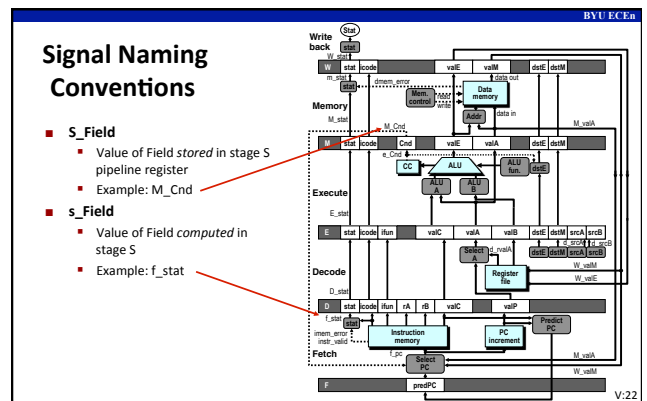 BYU ECEn
Signal Naming
Conventions
S_Field
Value of Field stored in stage S
pipeline register
Example: M_Cnd
s_Field
Value of Field computed in
stage S
Example: f_stat
Stat
Write
back
stat
W_stat
W stat icode valE valM dstE dstM
m_stat
stat
dmem_error
data out
Data
memory
Mem.
control
read
write
data in
Memory
Addr
M_stat
M_Cnd
M_valA
M stat icode Cnd valE valA dstE dstM
e_Cnd
CC
ALU
ALU
fun.
dstE
ALU
A
ALU
B
Execute
E_stat
E stat icode ifun valC valA valB dstE dstM srcA srcB
d_srcA
d_srcB
Select
A
d_rvalA
dstE dstM srcA srcB
W_valM
Decode
Register
file
W_valE
D_stat
D stat icode ifun rA rB valC valP
f_stat
stat
Predict
PC
imem_error
instr_valid
Instruction
memory
PC
increment
Fetch
f_pc
M_valA
Select
PC
W_valM
F predPC
V:22